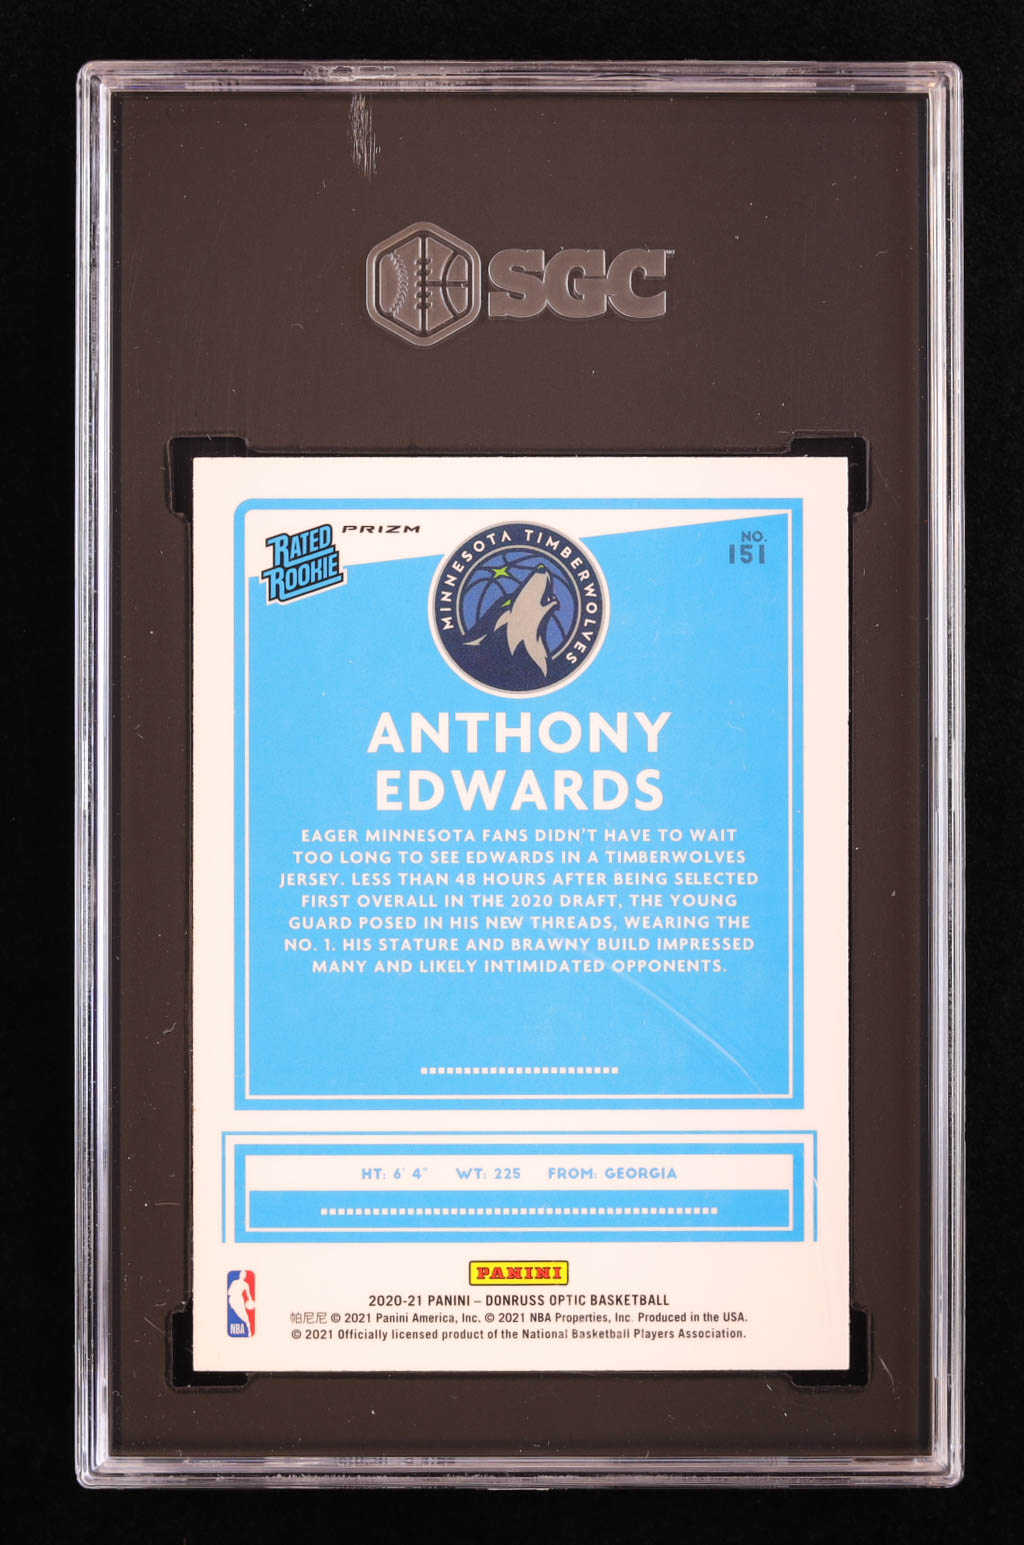 SGC
RATED
ROOKIE
PRIZM
MINNESOTA TIMBERWOLVES
NO.
151
ANTHONY
EDWARDS
EAGER MINNESOTA FANS DIDN'T HAVE TO WAIT
TOO LONG TO SEE EDWARDS IN A TIMBERWOLVES
JERSEY. LESS THAN 48 HOURS AFTER BEING SELECTED
FIRST OVERALL IN THE 2020 DRAFT, THE YOUNG
GUARD POSED IN HIS NEW THREADS, WEARING THE
NO. 1. HIS STATURE AND BRAWNY BUILD IMPRESSED
MANY AND LIKELY INTIMIDATED OPPONENTS.
HT: 6' 4" WT: 225 FROM: GEORGIA
PANINI
NBA
2020-21 PANINI – DONRUSS OPTIC BASKETBALL
帕尼尼 © 2021 Panini America, Inc. © 2021 NBA Properties, Inc. Produced in the USA.
© 2021 Officially licensed product of the National Basketball Players Association.